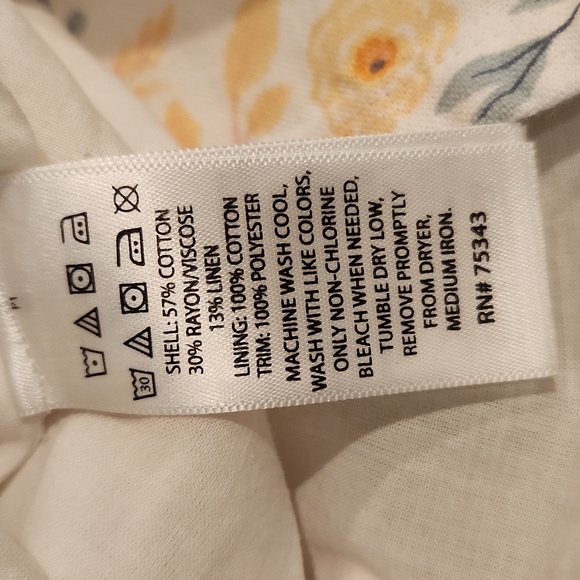 30
SHELL: 57% COTTON
30% RAYON/VISCOSE
13% LINEN
LINING: 100% COTTON
TRIM: 100% POLYESTER
MACHINE WASH COOL,
WASH WITH LIKE COLORS,
ONLY NON-CHLORINE
BLEACH WHEN NEEDED,
TUMBLE DRY LOW,
REMOVE PROMPTLY
FROM DRYER,
MEDIUM IRON.
RN# 75343